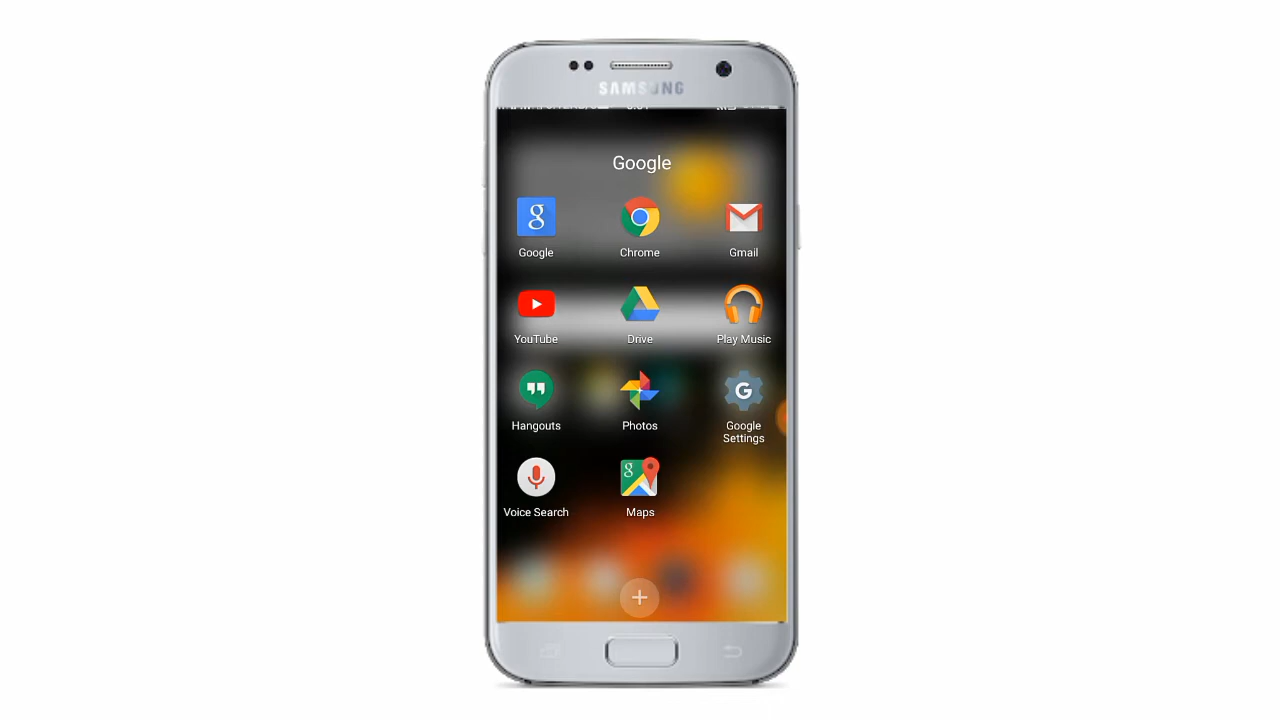 SAMSUNG
Google
Google
Chrome
Gmail
YouTube
Drive
Play Music
Hangouts
Photos
Google
Settings
Voice Search
Maps